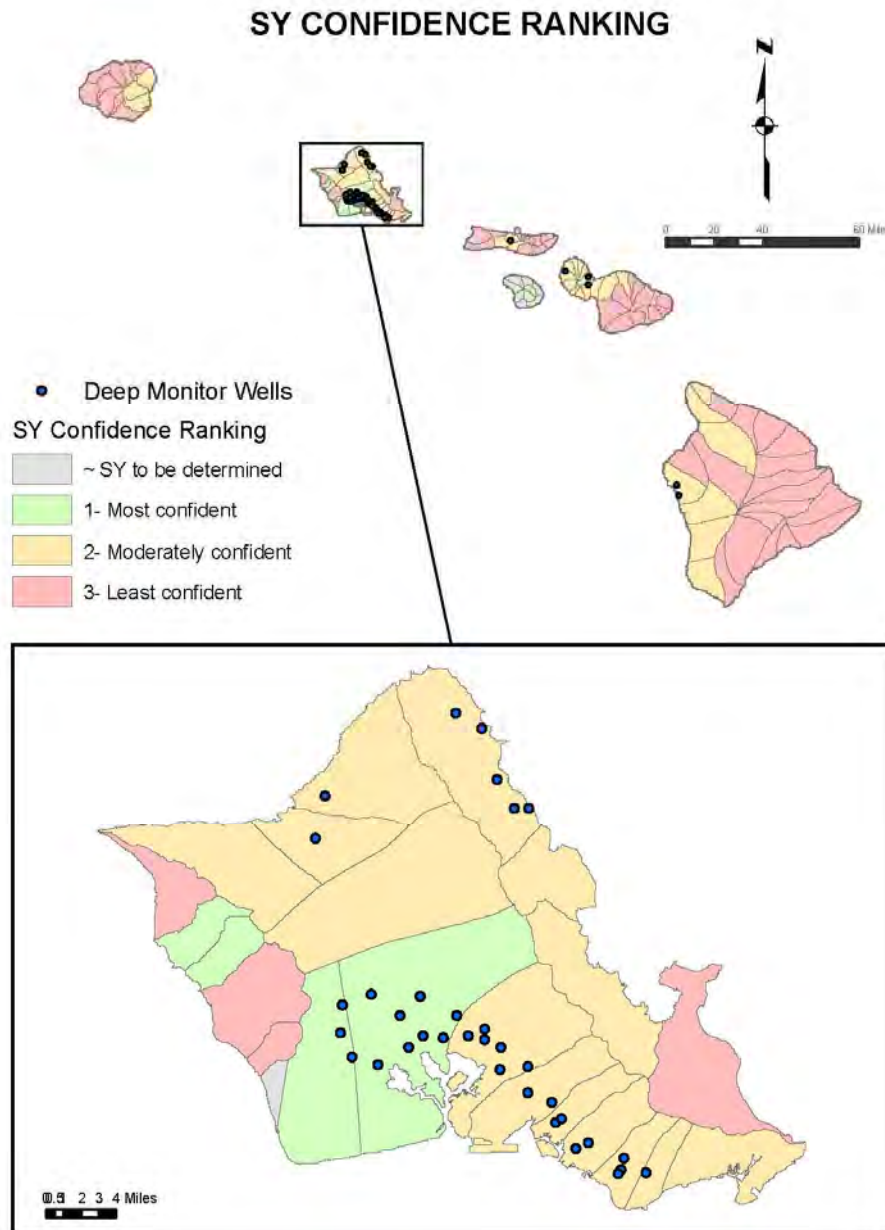 SY CONFIDENCE RANKING
N
0 20 40 60 Miles
Deep Monitor Wells
SY Confidence Ranking
~ SY to be determined
1- Most confident
2- Moderately confident
3- Least confident
0 0.5 1 2 3 4 Miles